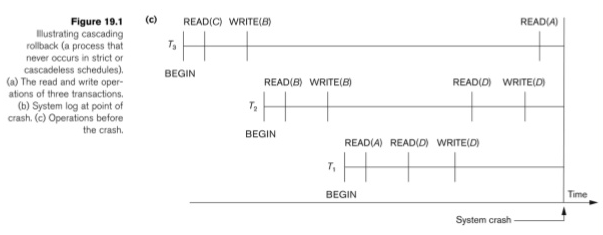 Figure 19.1
Illustrating cascading
rollback (a process that
never occurs in strict or
cascadeless schedules).
(a) The read and write oper-
ations of three transactions.
(b) System log at point of
crash. (c) Operations before
the crash.
(c)
READ(C) WRITE(B) READ(A)
T3
BEGIN
READ(B) WRITE(B) READ(D) WRITE(D)
T2
BEGIN
READ(A) READ(D) WRITE(D)
T1
BEGIN
Time
System crash